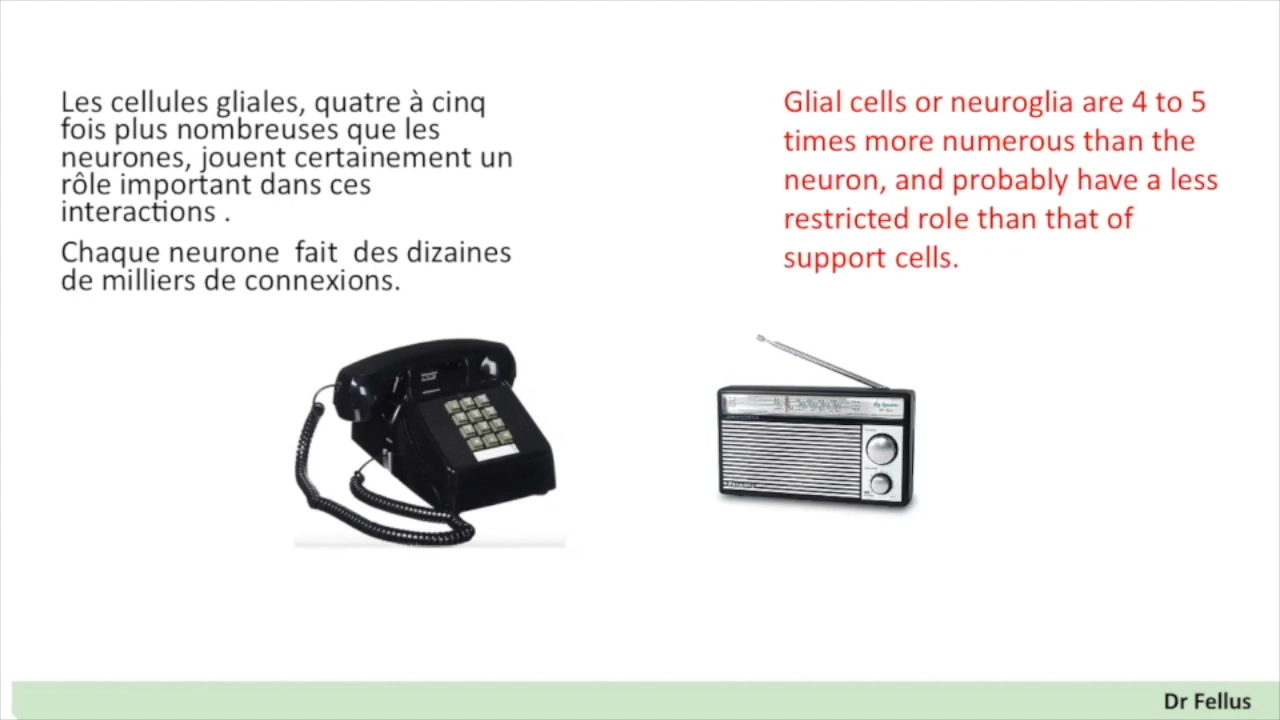 Les cellules gliales, quatre à cinq
fois plus nombreuses que les
neurones, jouent certainement un
rôle important dans ces
interactions .
Chaque neurone  fait  des dizaines
de milliers de connexions.
Glial cells or neuroglia are 4 to 5
times more numerous than the
neuron, and probably have a less
restricted role than that of
support cells.
Dr Fellus